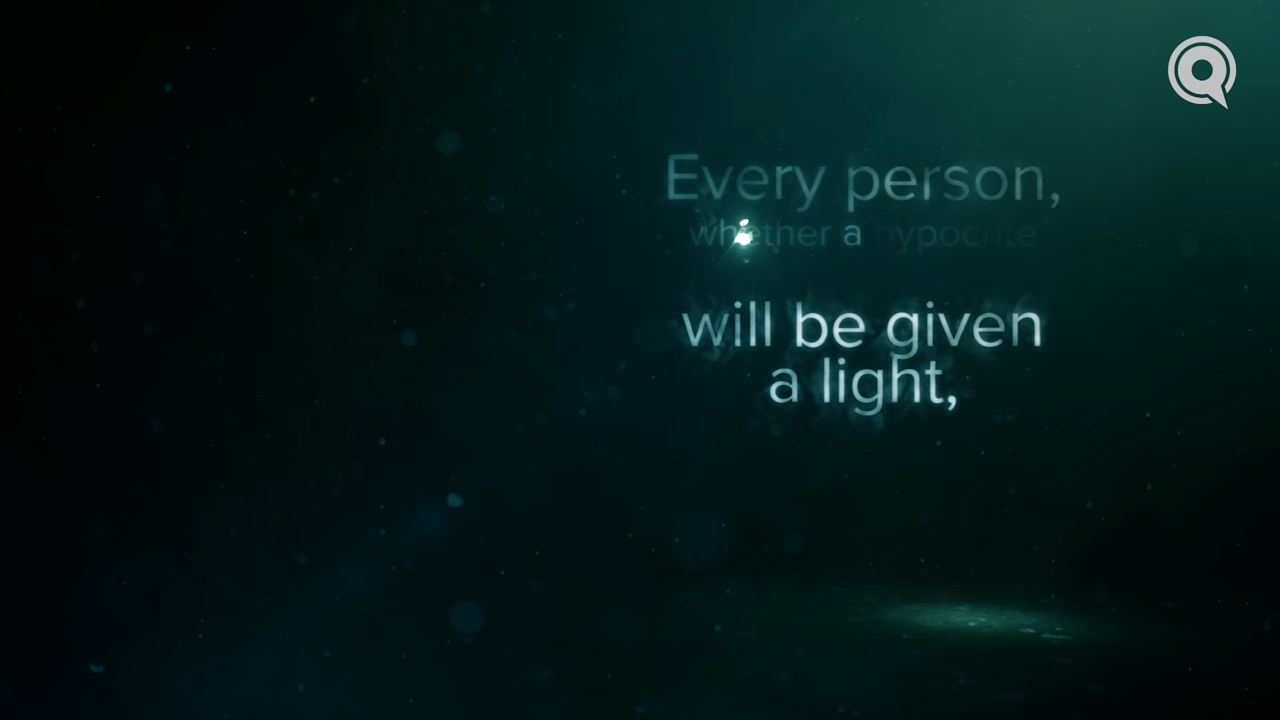 Every person,
whether a hypocrite
will be given
a light,